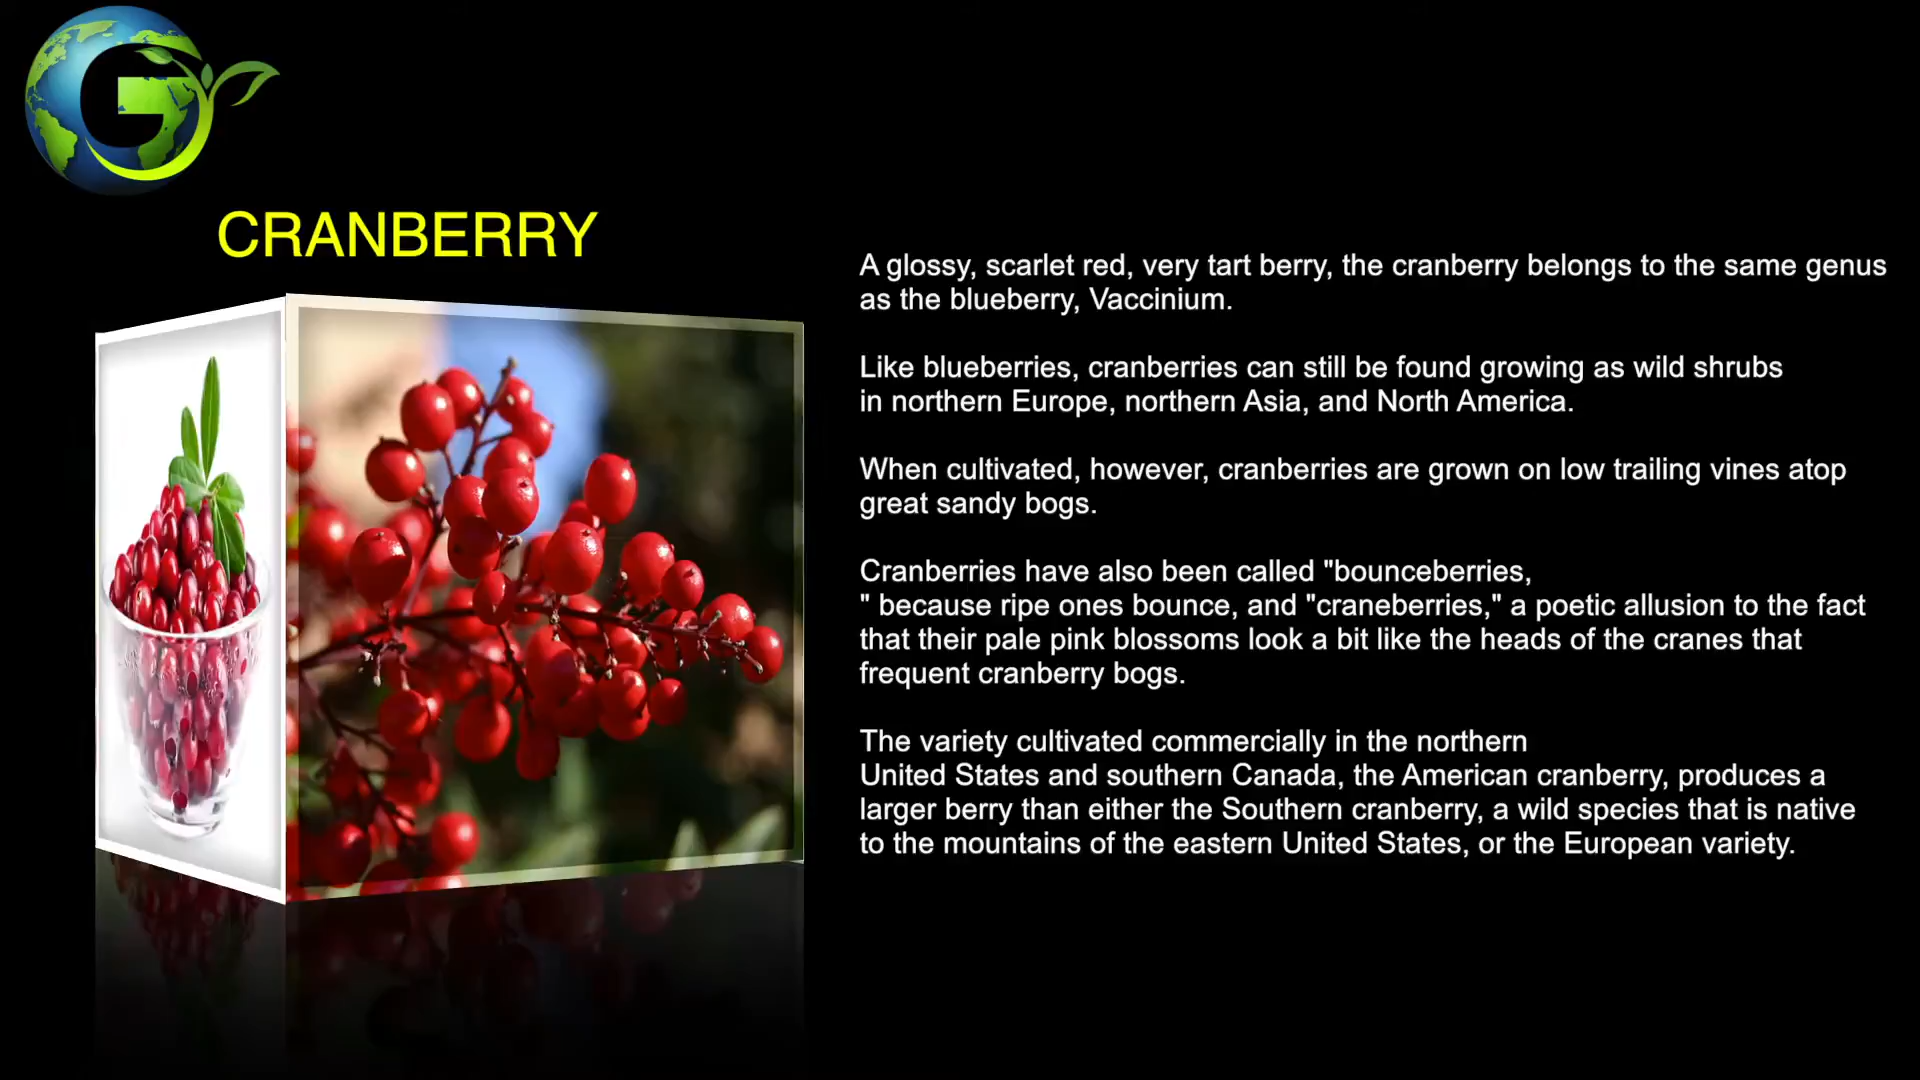 G
CRANBERRY
A glossy, scarlet red, very tart berry, the cranberry belongs to the same genus
as the blueberry, Vaccinium.
Like blueberries, cranberries can still be found growing as wild shrubs
in northern Europe, northern Asia, and North America.
When cultivated, however, cranberries are grown on low trailing vines atop
great sandy bogs.
Cranberries have also been called "bounceberries,
" because ripe ones bounce, and "craneberries," a poetic allusion to the fact
that their pale pink blossoms look a bit like the heads of the cranes that
frequent cranberry bogs.
The variety cultivated commercially in the northern
United States and southern Canada, the American cranberry, produces a
larger berry than either the Southern cranberry, a wild species that is native
to the mountains of the eastern United States, or the European variety.